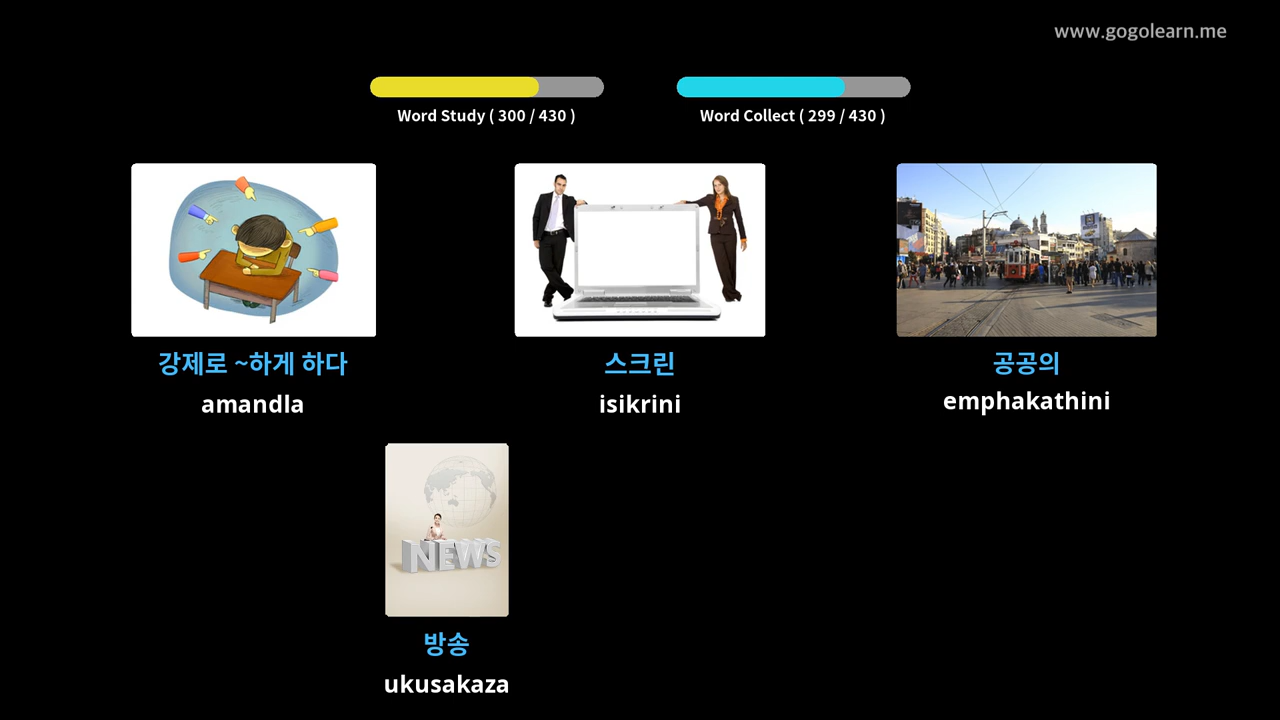 www.gogolearn.me
Word Study ( 300 / 430 )
Word Collect ( 299 / 430 )
강제로 ~하게 하다
amandla
스크린
isikrini
공공의
emphakathini
NEWS
방송
ukusakaza